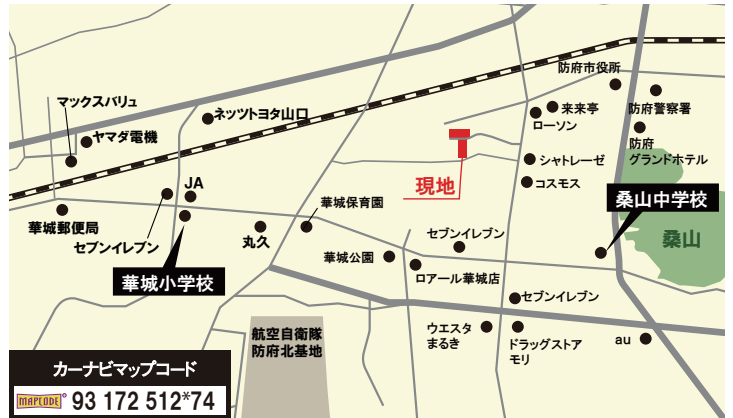 防府市役所
マックスバリュ
ネッツトヨタ山口
来来亭
防府警察署
ヤマダ電機
ローソン
防府
グランドホテル
シャトレーゼ
現地
コスモス
JA
桑山中学校
華城保育園
華城郵便局
セブンイレブン
丸久
セブンイレブン
桑山
華城公園
華城小学校
ロアール華城店
セブンイレブン
航空自衛隊
防府北基地
ウエスタ
まるき
ドラッグストア
モリ
au
カーナビマップコード
MAPCODE® 93 172 512*74